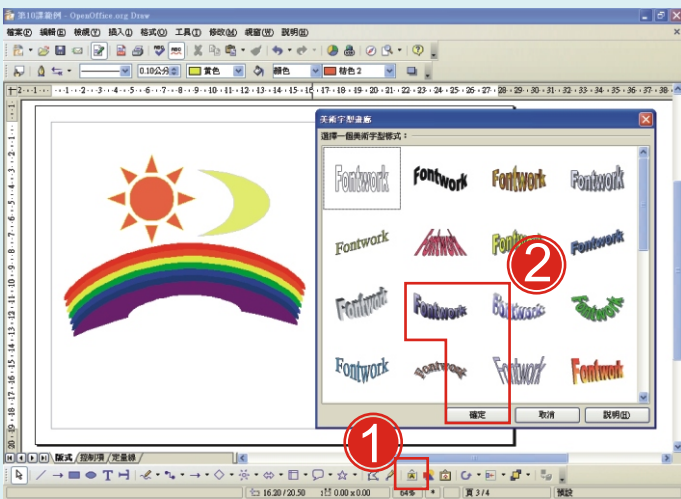 第10課範例 - OpenOffice.org Draw
檔案(F) 編輯(E) 檢視(V) 插入(I) 格式(O) 工具(T) 修改(M) 視窗(W) 說明(H)
0.10公分 黃色 顏色 桔色 2
美術字型畫廊
選擇一個美術字型樣式：
Fontwork Fontwork Fontwork Fontwork
Fontwork Fontwork Fontwork Fontwork
2
Fontwork Fontwork Fontwork Fontwork
Fontwork Fontwork Fontwork Fontwork
確定 取消 說明(H)
1
版式 控制項 定量線
16.20 / 20.50 0.00 x 0.00 64% * 頁 3 / 4 預設